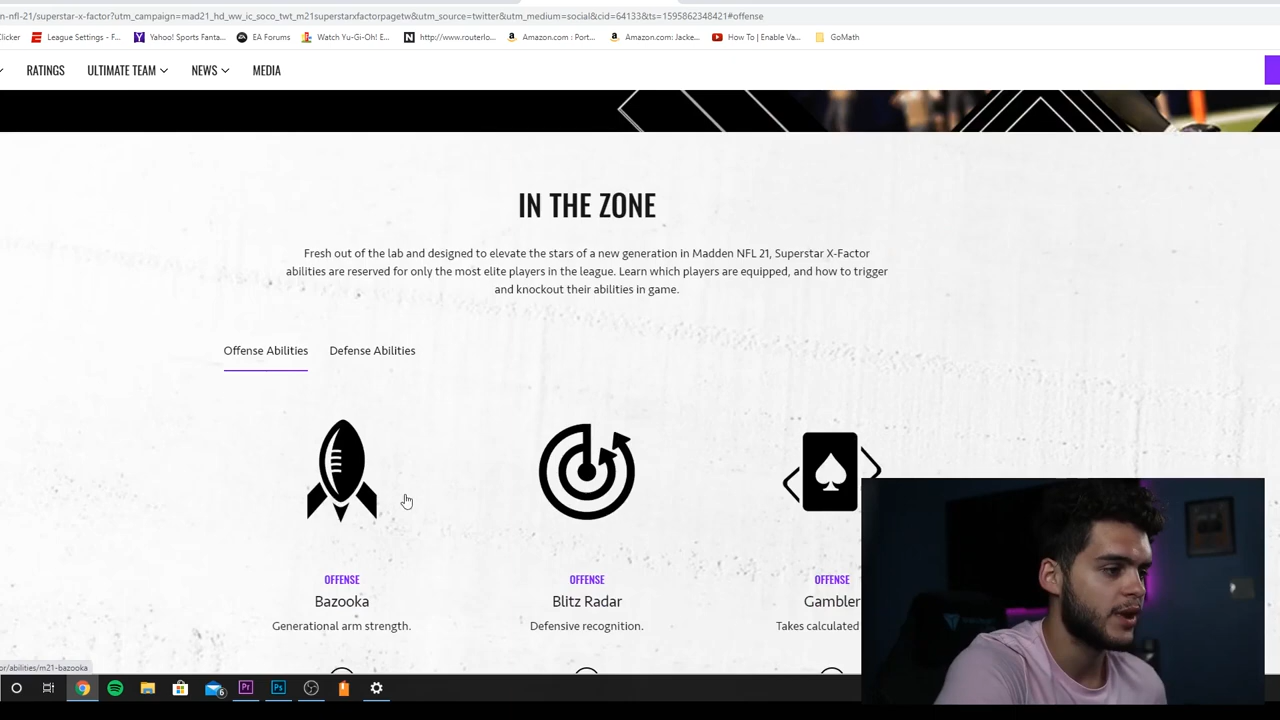 n-nfl-21/superstar-x-factor?utm_campaign=mad21_hd_ww_ic_soco_twt_m21superstarxfactorpagetw&utm_source=twitter&utm_medium=social&cid=64133&ts=1595862348421#offense
licker League Settings - F... Yahoo! Sports Fanta... EA Forums Watch Yu-Gi-Oh! E... http://www.routerlo... Amazon.com : Port... Amazon.com: Jacke... How To | Enable Va... GoMath
RATINGS ULTIMATE TEAM NEWS MEDIA
IN THE ZONE
Fresh out of the lab and designed to elevate the stars of a new generation in Madden NFL 21, Superstar X-Factor
abilities are reserved for only the most elite players in the league. Learn which players are equipped, and how to trigger
and knockout their abilities in game.
Offense Abilities Defense Abilities
OFFENSE OFFENSE OFFENSE
Bazooka Blitz Radar Gambler
Generational arm strength. Defensive recognition. Takes calculated
or/abilities/m21-bazooka
6 Pr Ps